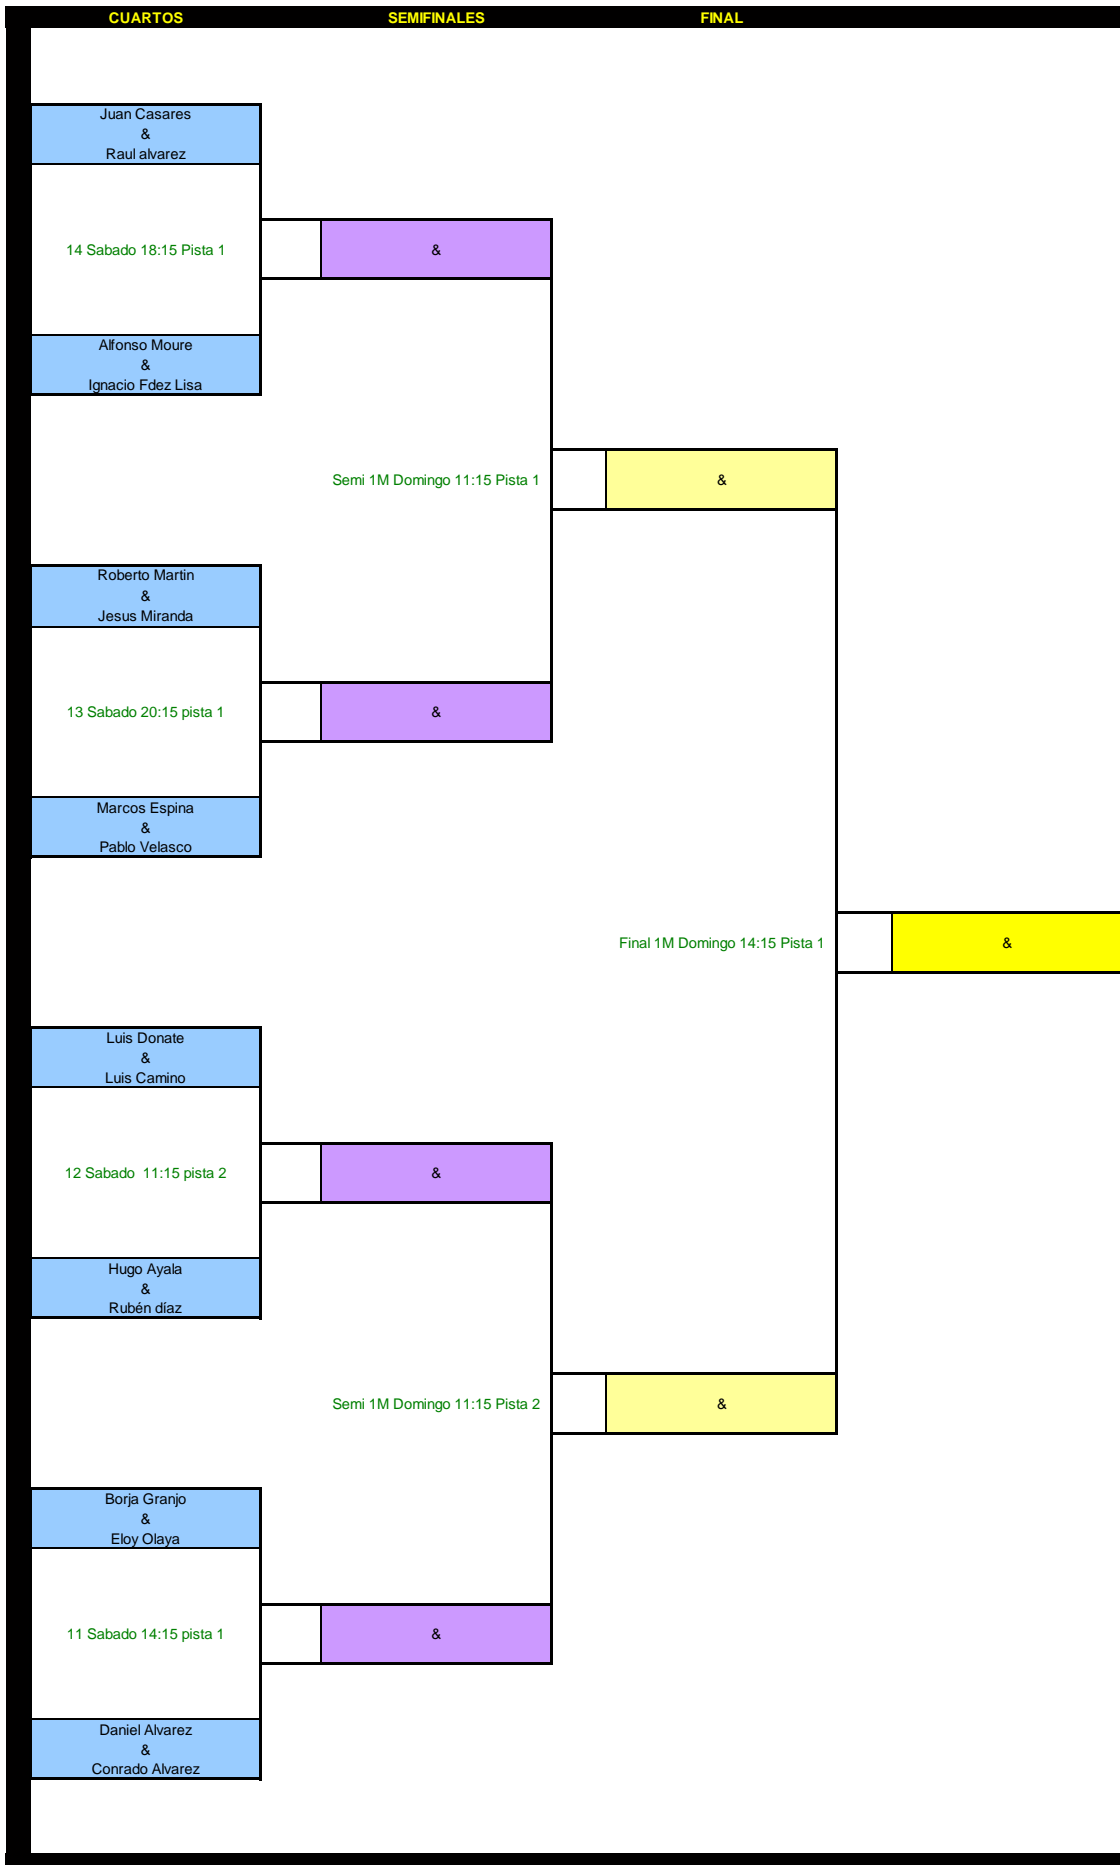 CUARTOS SEMIFINALES FINAL
Juan Casares
&
Raul alvarez
14 Sabado 18:15 Pista 1
&
Alfonso Moure
&
Ignacio Fdez Lisa
Semi 1M Domingo 11:15 Pista 1
&
Roberto Martin
&
Jesus Miranda
13 Sabado 20:15 pista 1
&
Marcos Espina
&
Pablo Velasco
Final 1M Domingo 14:15 Pista 1
&
Luis Donate
&
Luis Camino
12 Sabado  11:15 pista 2
&
Hugo Ayala
&
Rubén díaz
Semi 1M Domingo 11:15 Pista 2
&
Borja Granjo
&
Eloy Olaya
11 Sabado 14:15 pista 1
&
Daniel Alvarez
&
Conrado Alvarez